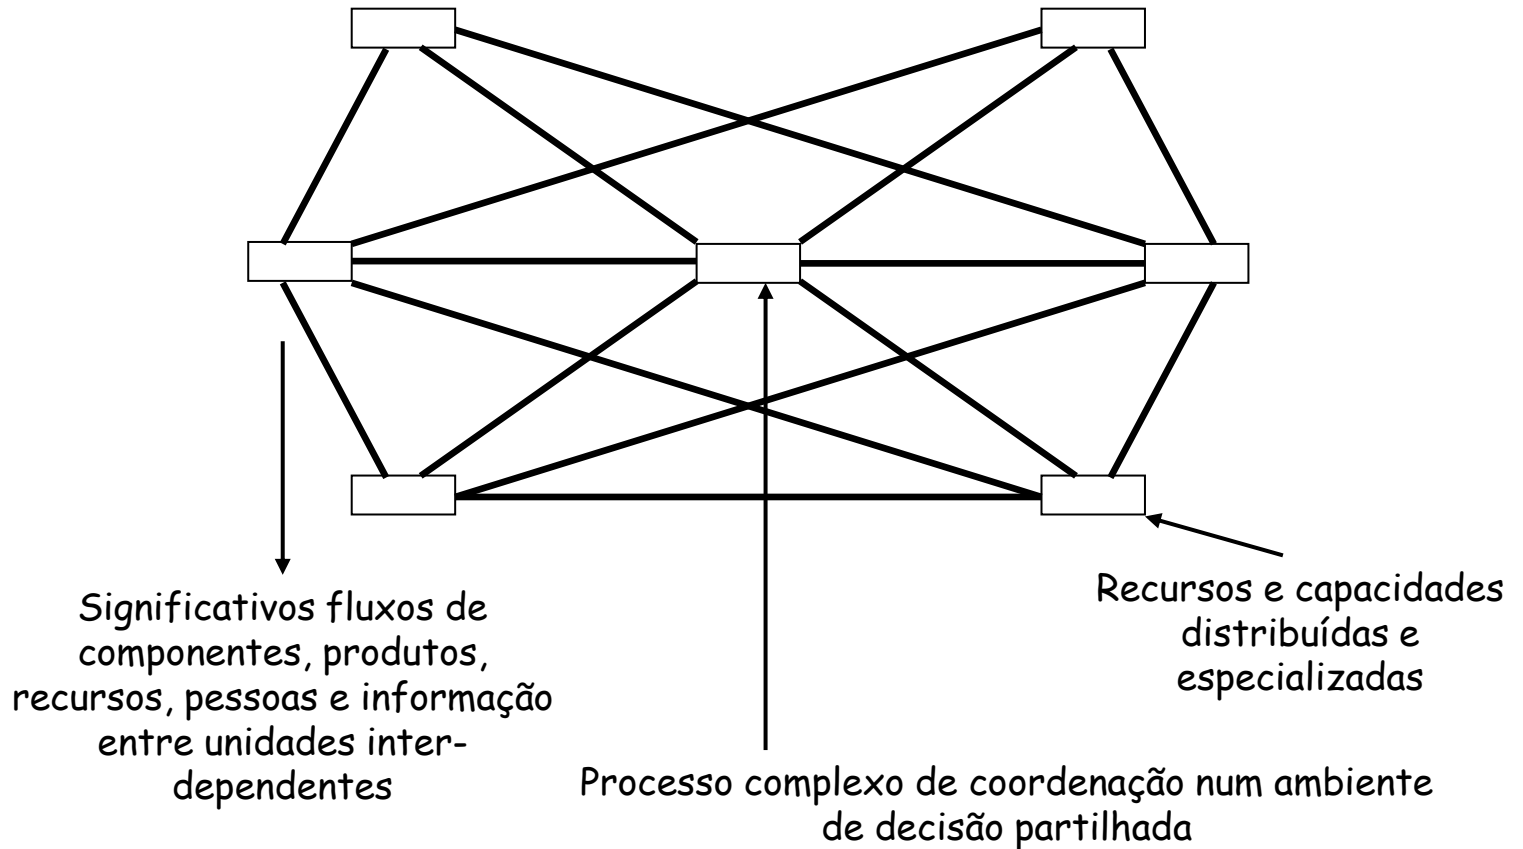 Significativos fluxos de
componentes, produtos,
recursos, pessoas e informação
entre unidades inter-
dependentes
Recursos e capacidades
distribuídas e
especializadas
Processo complexo de coordenação num ambiente
de decisão partilhada